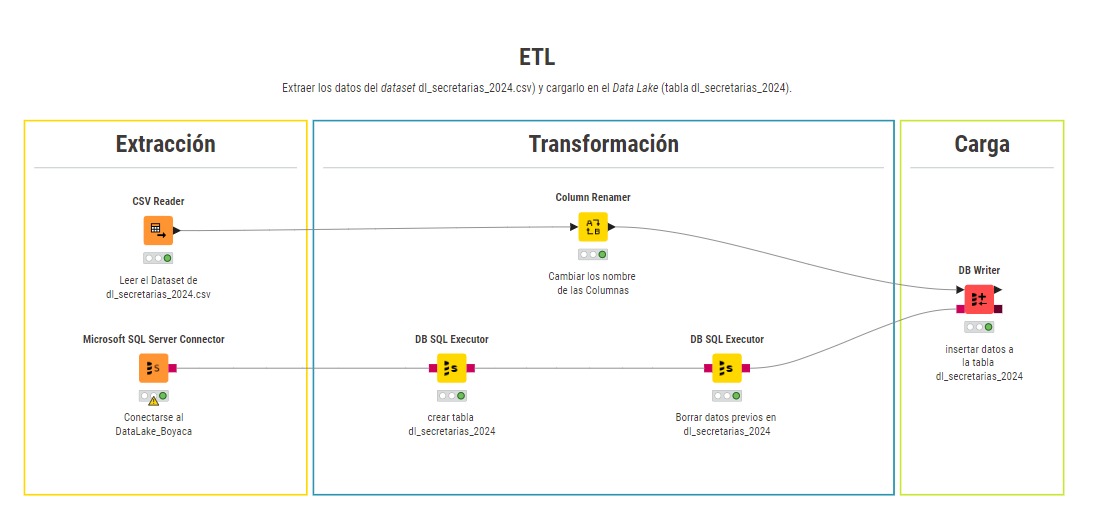 ETL
Extraer los datos del dataset dl_secretarias_2024.csv) y cargarlo en el Data Lake (tabla dl_secretarias_2024).
Extracción
Transformación
Carga
CSV Reader
Leer el Dataset de
dl_secretarias_2024.csv
Column Renamer
Cambiar los nombre
de las Columnas
DB Writer
insertar datos a
la tabla
dl_secretarias_2024
Microsoft SQL Server Connector
S
Conectarse al
DataLake_Boyaca
DB SQL Executor
S
crear tabla
dl_secretarias_2024
DB SQL Executor
S
Borrar datos previos en
dl_secretarias_2024